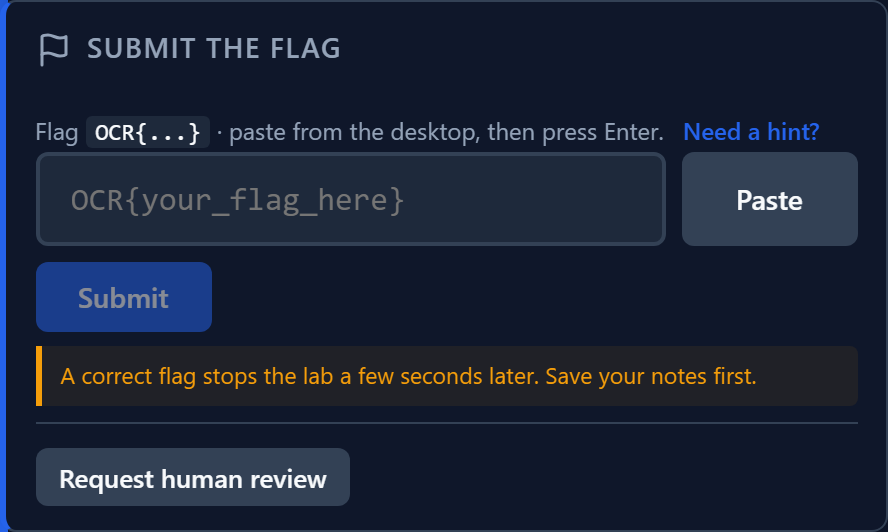 SUBMIT THE FLAG
Flag OCR{...} · paste from the desktop, then press Enter. Need a hint?
OCR{your_flag_here}
Paste
Submit
A correct flag stops the lab a few seconds later. Save your notes first.
Request human review